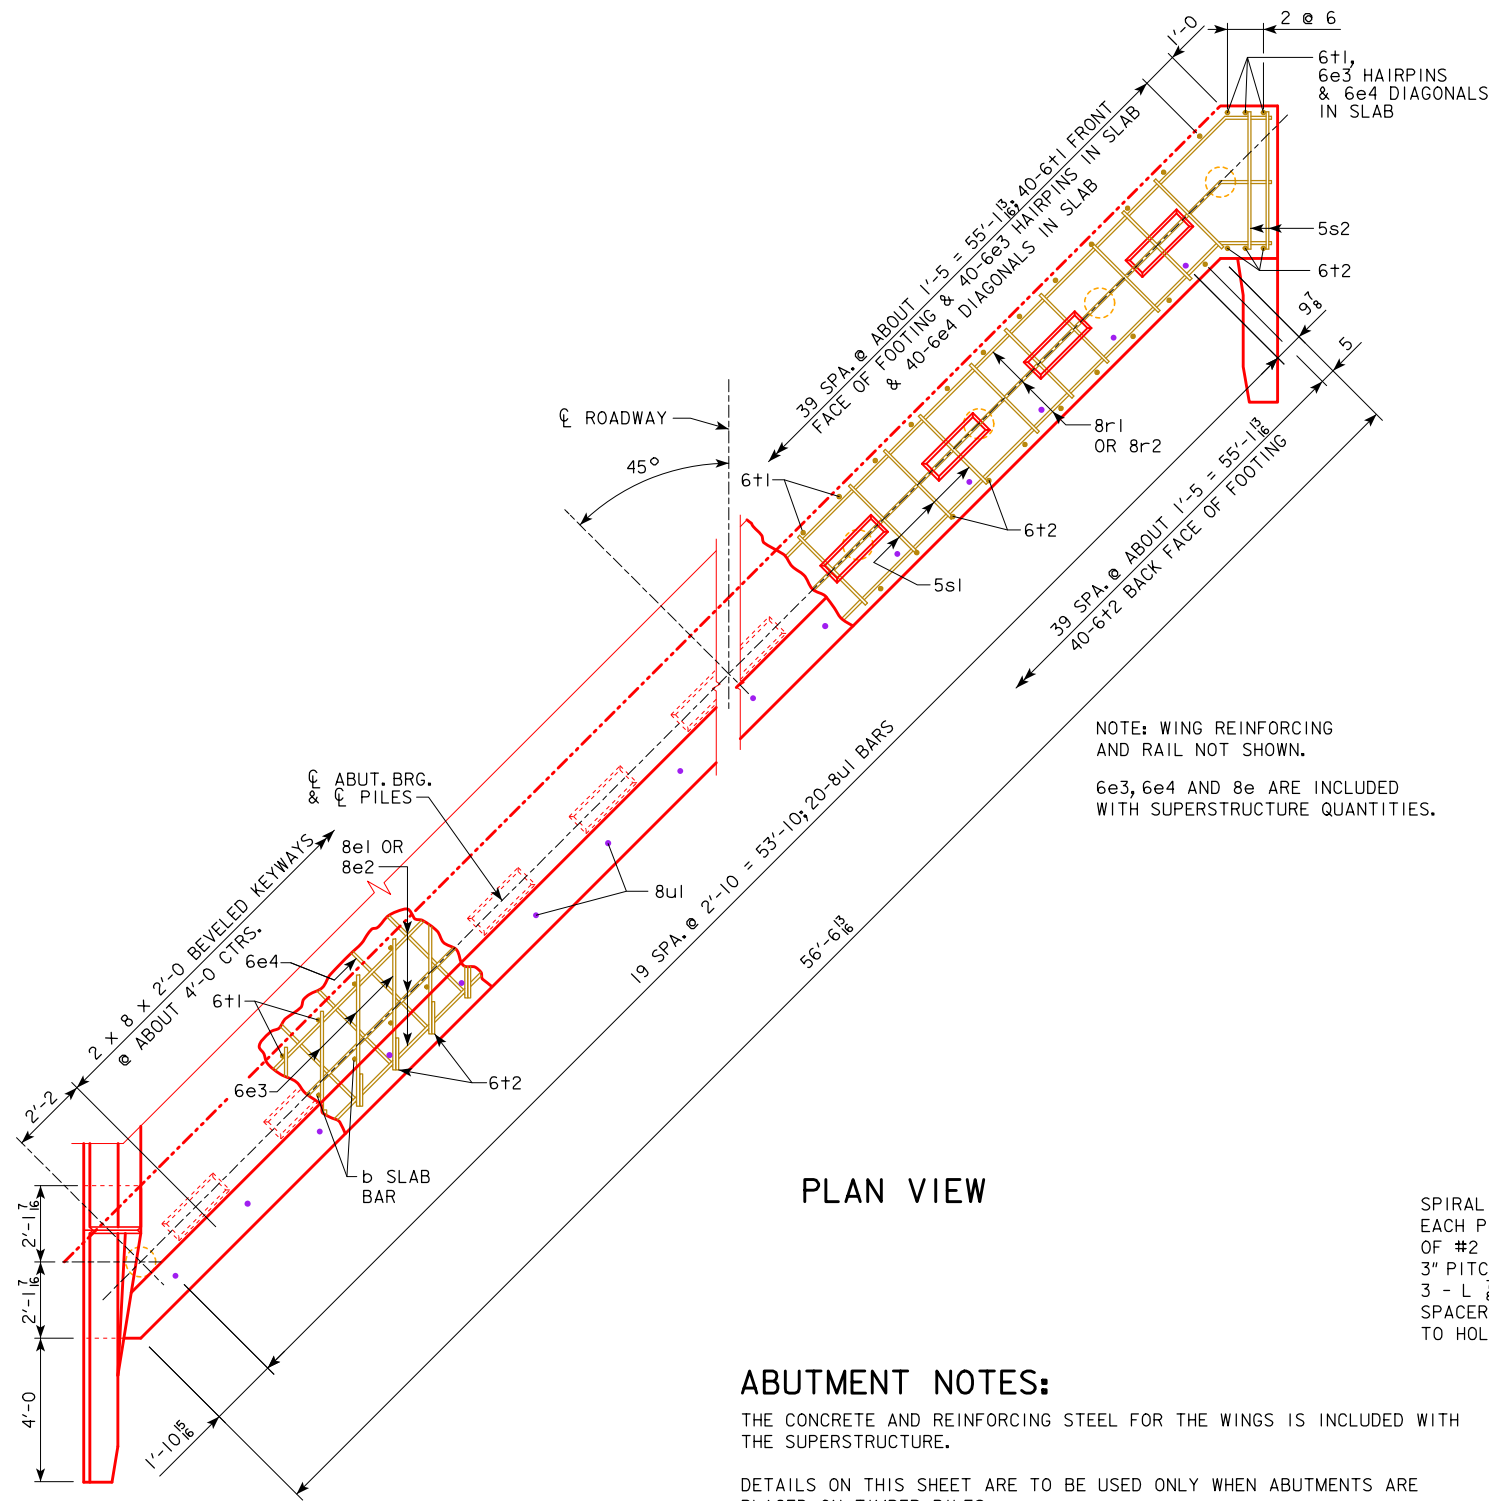 2 @ 6
1'-0
6t1,
6e3 HAIRPINS
& 6e4 DIAGONALS
IN SLAB
39 SPA. @ ABOUT 1'-5 = 55'-1 13/16; 40-6t1 FRONT
FACE OF FOOTING & 40-6e3 HAIRPINS IN SLAB
& 40-6e4 DIAGONALS IN SLAB
5s2
6t2
9 7/8
5
℄ ROADWAY
45°
8r1
OR 8r2
6t1
6t2
5s1
39 SPA. @ ABOUT 1'-5 = 55'-1 13/16
40-6t2 BACK FACE OF FOOTING
NOTE: WING REINFORCING
AND RAIL NOT SHOWN.
6e3, 6e4 AND 8e ARE INCLUDED
WITH SUPERSTRUCTURE QUANTITIES.
℄ ABUT. BRG.
& ℄ PILES
8e1 OR
8e2
8u1
19 SPA. @ 2'-10 = 53'-10; 20-8u1 BARS
56'-6 13/16
2 x 8 x 2'-0 BEVELED KEYWAYS
@ ABOUT 4'-0 CTRS.
6e4
6t1
6e3
6t2
2'-2
b SLAB
BAR
2'-1 7/16
2'-1 7/16
4'-0
1'-10 15/16
PLAN VIEW
SPIRAL
EACH P
OF #2
3" PITC
3 - L
SPACER
TO HOL
ABUTMENT NOTES:
THE CONCRETE AND REINFORCING STEEL FOR THE WINGS IS INCLUDED WITH
THE SUPERSTRUCTURE.
DETAILS ON THIS SHEET ARE TO BE USED ONLY WHEN ABUTMENTS ARE